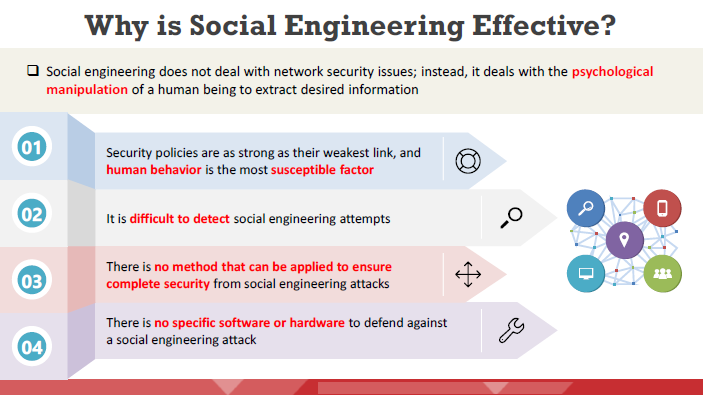 Why is Social Engineering Effective?
Social engineering does not deal with network security issues; instead, it deals with the psychological
manipulation of a human being to extract desired information
01
Security policies are as strong as their weakest link, and
human behavior is the most susceptible factor
02
It is difficult to detect social engineering attempts
03
There is no method that can be applied to ensure
complete security from social engineering attacks
04
There is no specific software or hardware to defend against
a social engineering attack